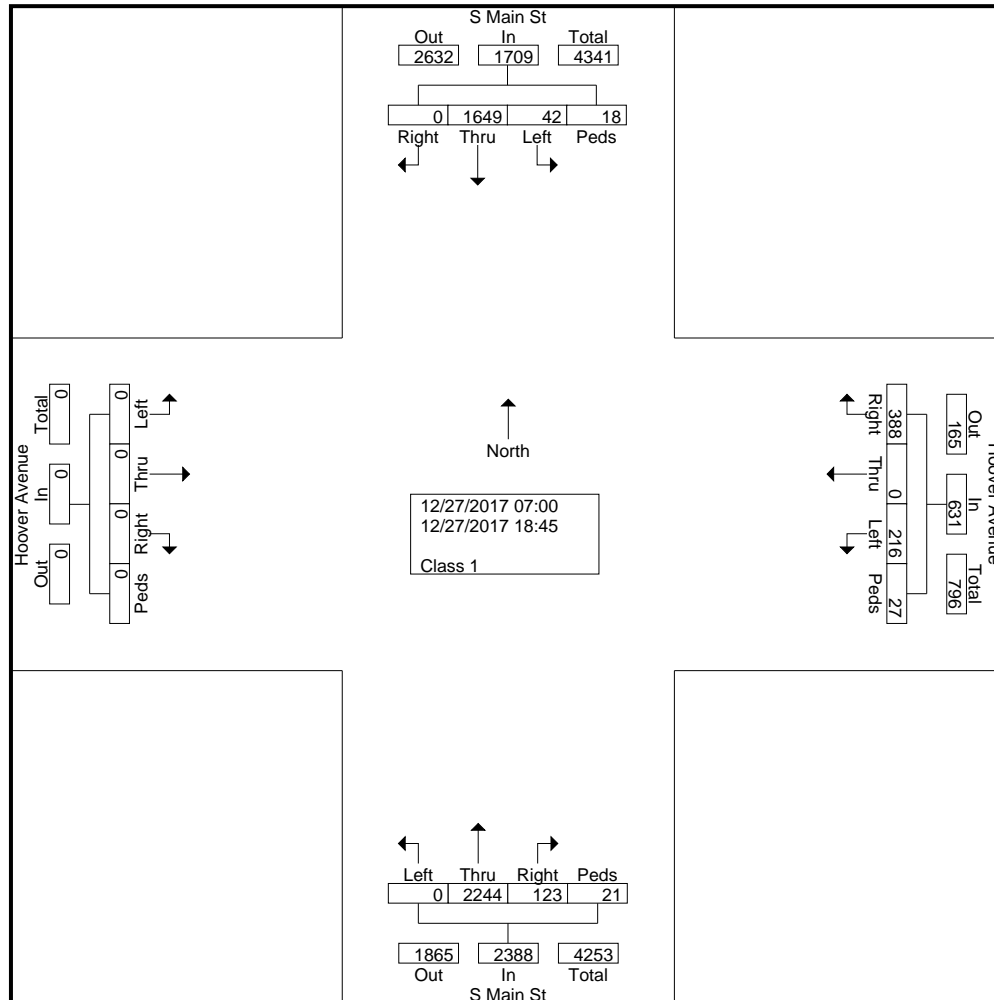 S Main St
Out In Total
2632 1709 4341
0 1649 42 18
Right Thru Left Peds
Hoover Avenue
Total In Out
0 0 0
0 0 0 0
Left Thru Right Peds
North
12/27/2017 07:00
12/27/2017 18:45
Class 1
Right Thru Left Peds
388 0 216 27
165 631 796
Out In Total
Hoover Avenue
Left Thru Right Peds
0 2244 123 21
1865 2388 4253
Out In Total
S Main St